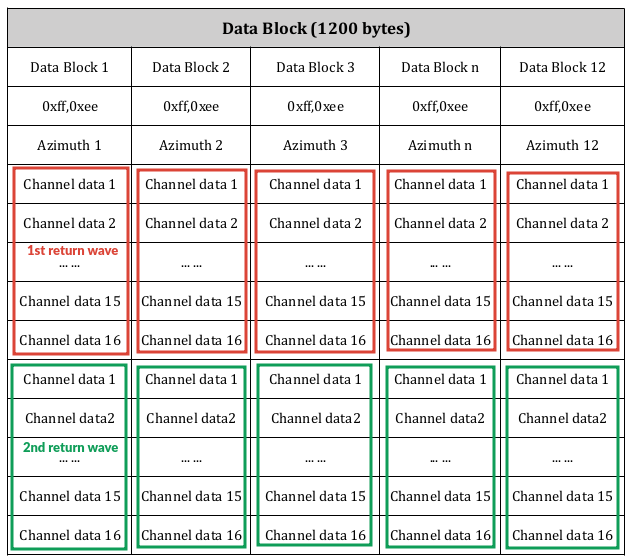 Data Block (1200 bytes)
Data Block 1 Data Block 2 Data Block 3 Data Block n Data Block 12
0xff,0xee 0xff,0xee 0xff,0xee 0xff,0xee 0xff,0xee
Azimuth 1 Azimuth 2 Azimuth 3 Azimuth n Azimuth 12
Channel data 1 Channel data 1 Channel data 1 Channel data 1 Channel data 1
Channel data 2 Channel data 2 Channel data 2 Channel data 2 Channel data 2
1st return wave
... ... ... ... ... ... ... ... ... ...
Channel data 15 Channel data 15 Channel data 15 Channel data 15 Channel data 15
Channel data 16 Channel data 16 Channel data 16 Channel data 16 Channel data 16
Channel data 1 Channel data 1 Channel data 1 Channel data 1 Channel data 1
Channel data2 Channel data2 Channel data2 Channel data2 Channel data2
2nd return wave
... ... ... ... ... ... ... ... ... ...
Channel data 15 Channel data 15 Channel data 15 Channel data 15 Channel data 15
Channel data 16 Channel data 16 Channel data 16 Channel data 16 Channel data 16